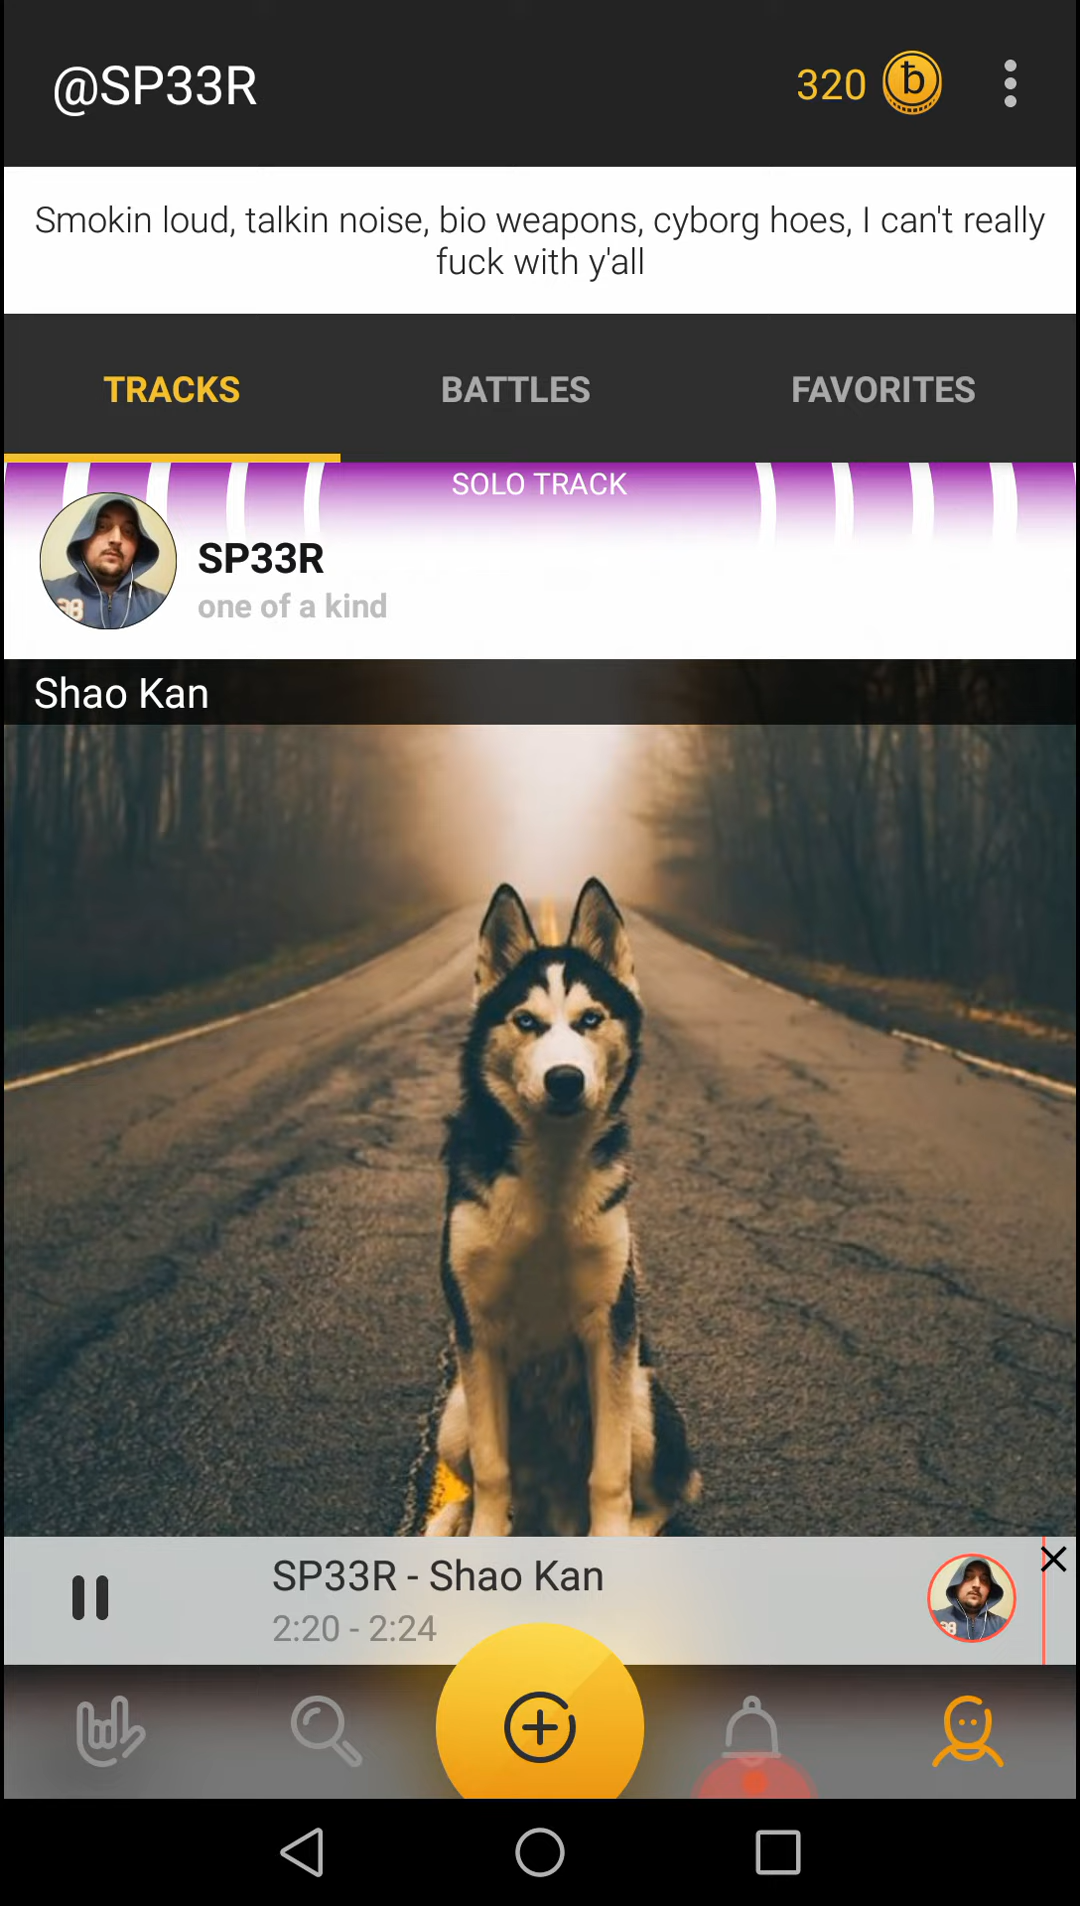 @SP33R
320
Smokin loud, talkin noise, bio weapons, cyborg hoes, I can't really
fuck with y'all
TRACKS
BATTLES
FAVORITES
SOLO TRACK
SP33R
one of a kind
Shao Kan
SP33R - Shao Kan
2:20 - 2:24